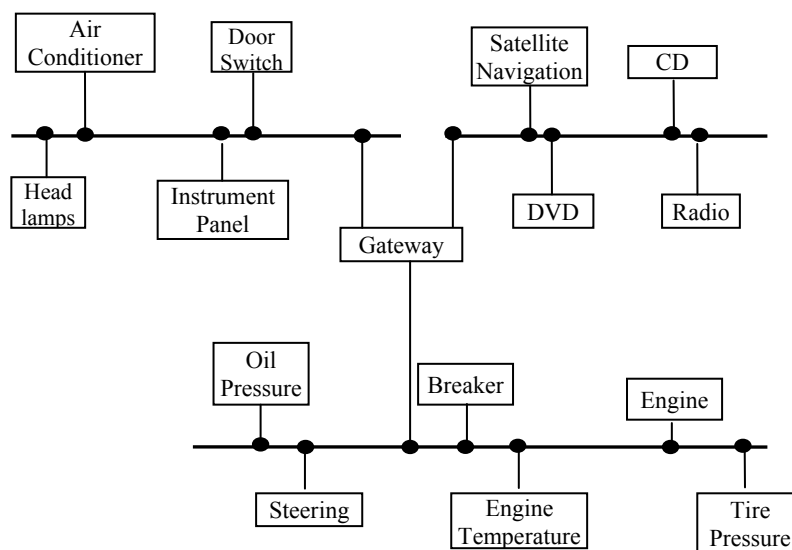 Air
Conditioner
Door
Switch
Satellite
Navigation
CD
Head
lamps
Instrument
Panel
DVD
Radio
Gateway
Oil
Pressure
Breaker
Engine
Steering
Engine
Temperature
Tire
Pressure